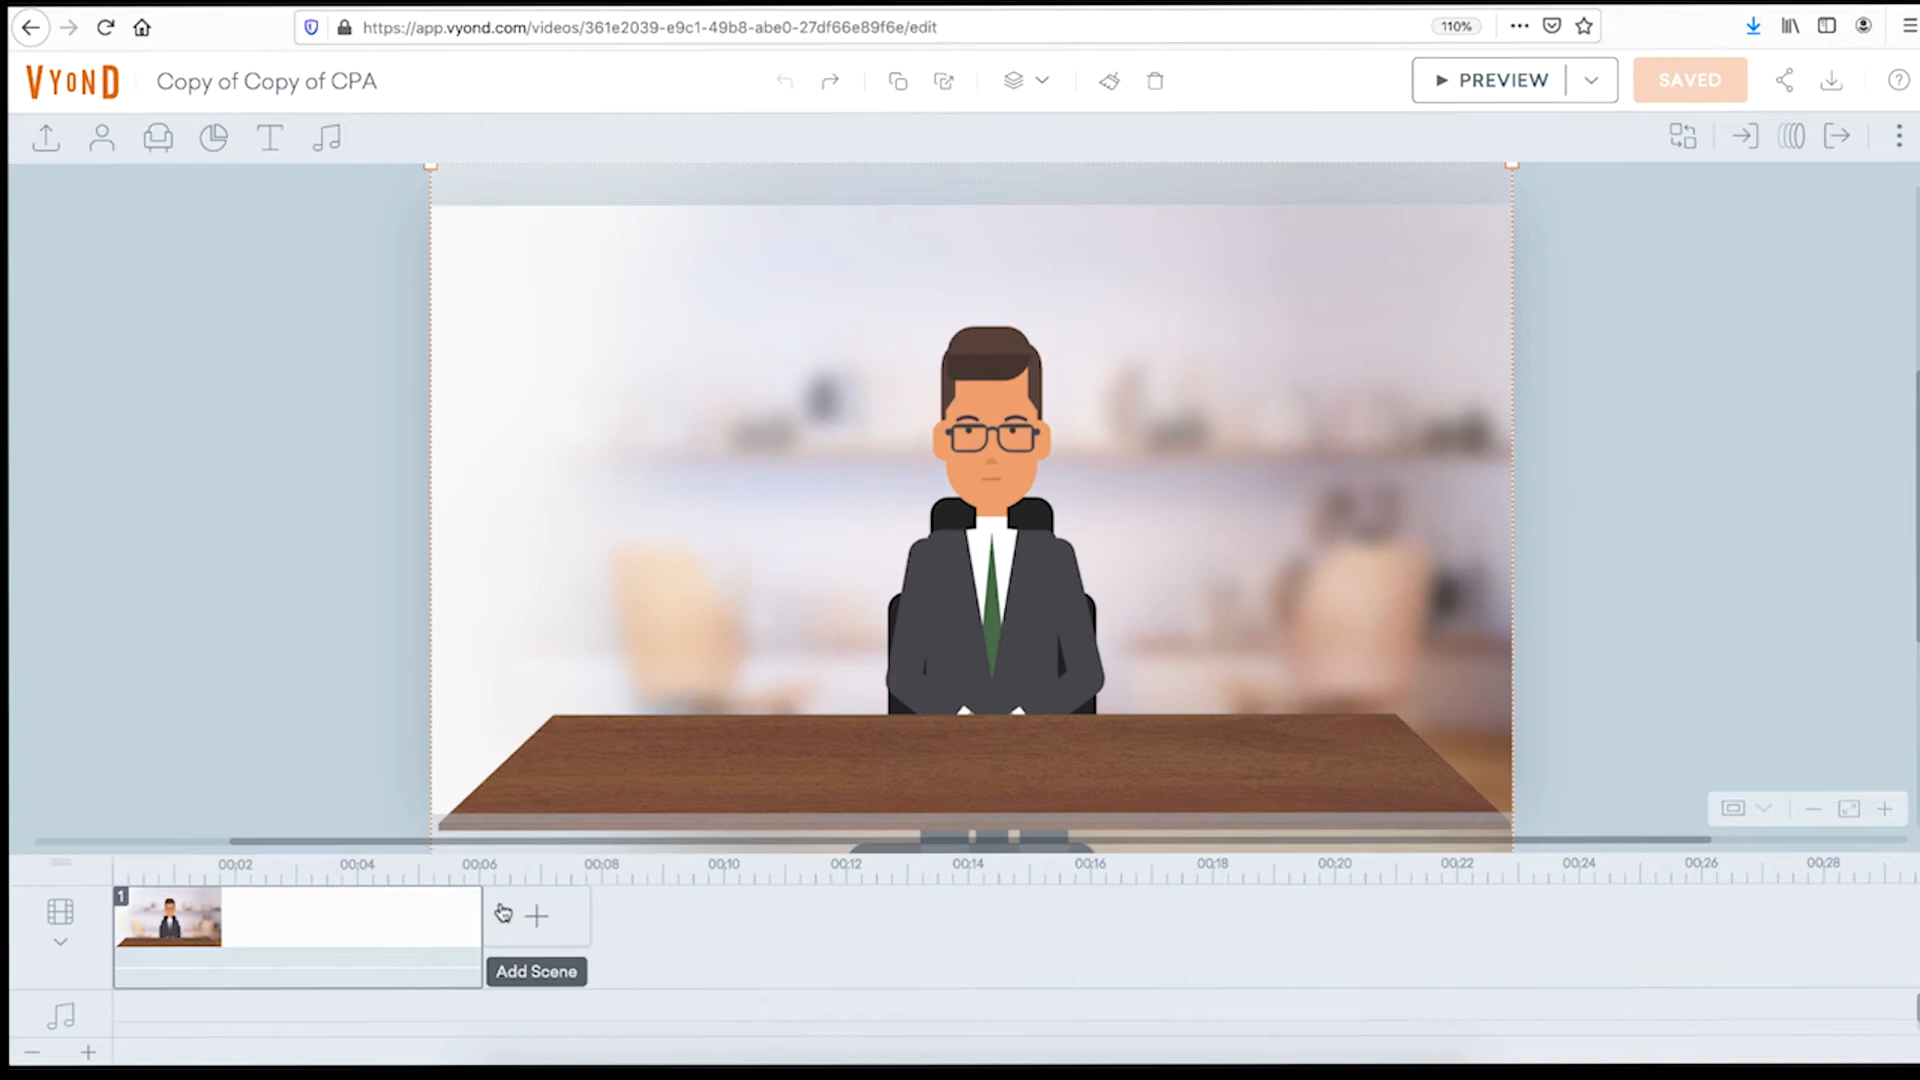 https://app.vyond.com/videos/361e2039-e9c1-49b8-abe0-27df66e89f6e/edit
110%
VYOND
Copy of Copy of CPA
PREVIEW
SAVED
00:02
00:04
00:06
00:08
00:10
00:12
00:14
00:16
00:18
00:20
00:22
00:24
00:26
00:28
1
Add Scene